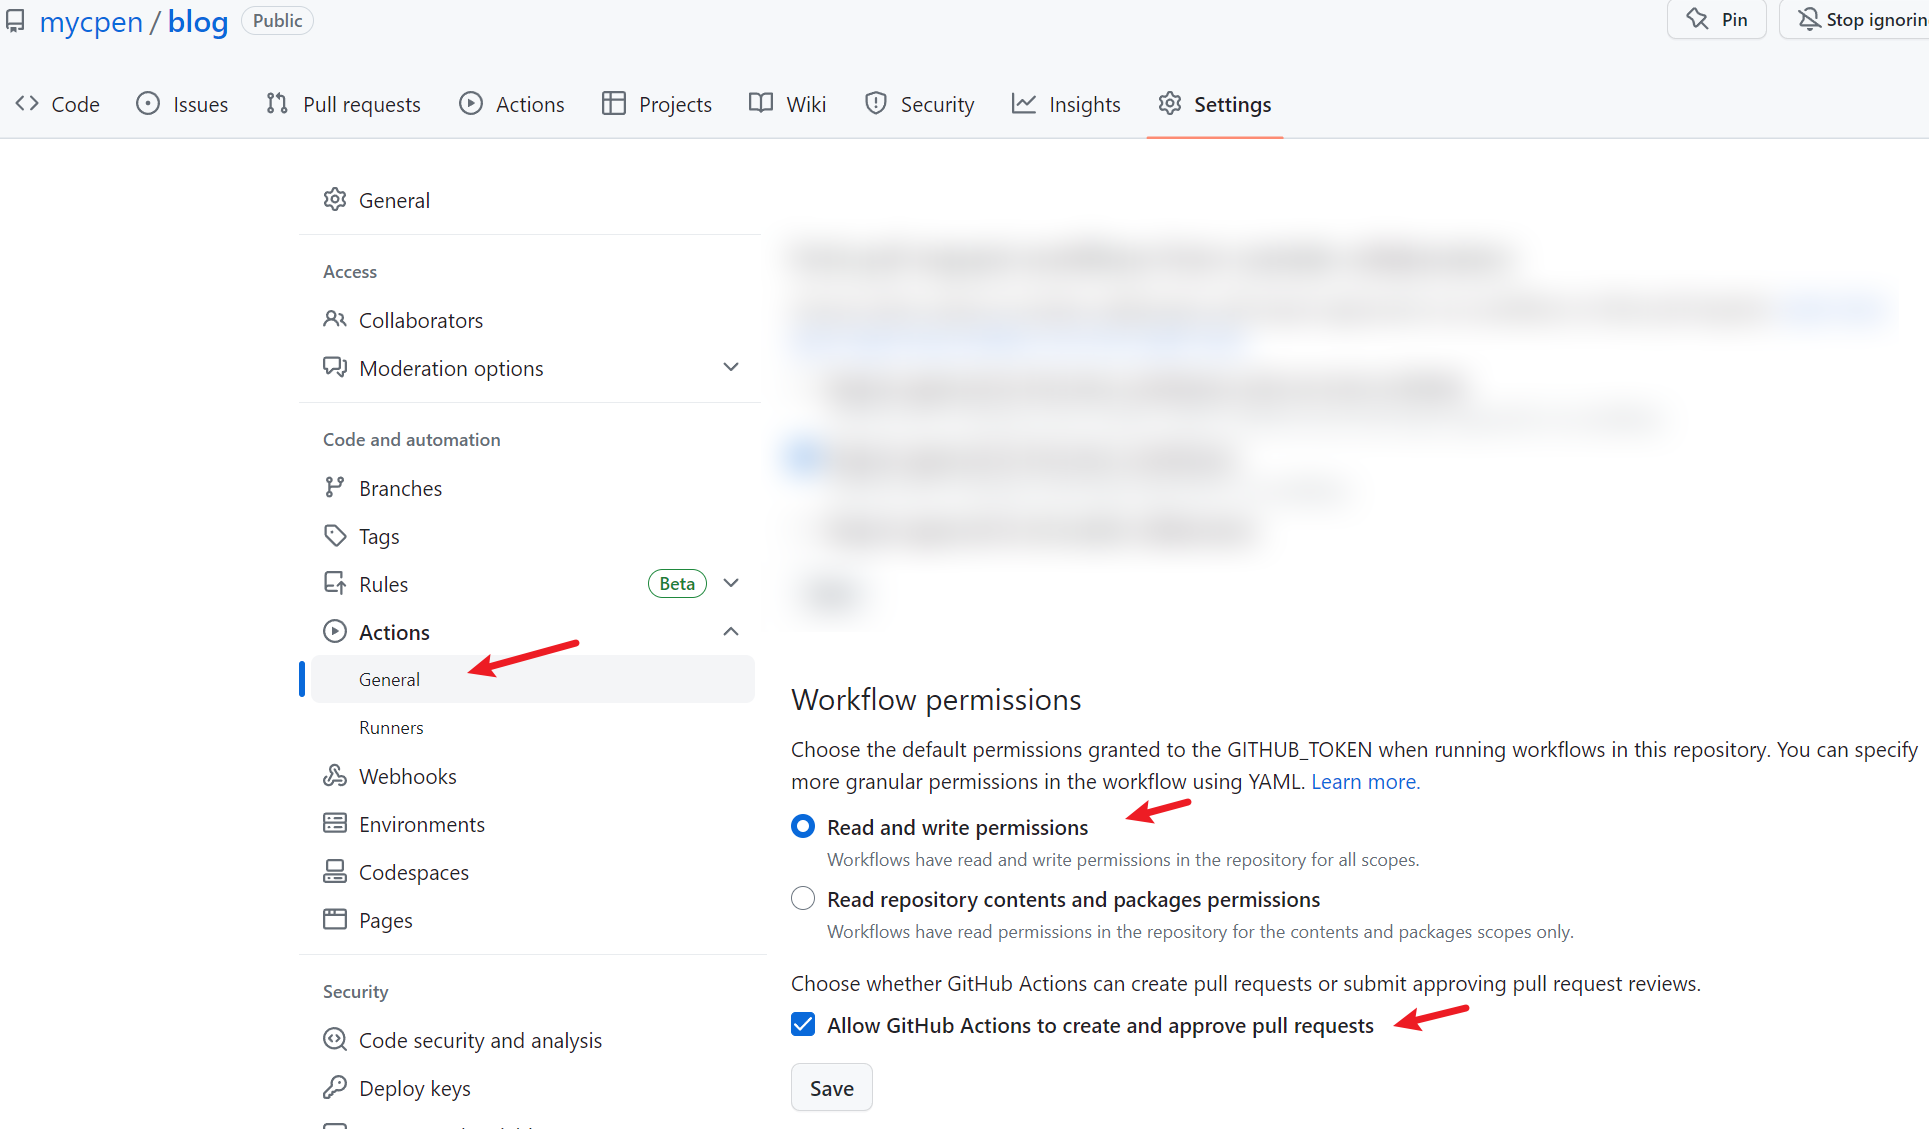 mycpen / blog Public
Pin
Stop ignorin
Code
Issues
Pull requests
Actions
Projects
Wiki
Security
Insights
Settings
General
Access
Collaborators
Moderation options
Code and automation
Branches
Tags
Rules Beta
Actions
General
Runners
Webhooks
Environments
Codespaces
Pages
Security
Code security and analysis
Deploy keys
Workflow permissions
Choose the default permissions granted to the GITHUB_TOKEN when running workflows in this repository. You can specify
more granular permissions in the workflow using YAML. Learn more.
Read and write permissions
Workflows have read and write permissions in the repository for all scopes.
Read repository contents and packages permissions
Workflows have read permissions in the repository for the contents and packages scopes only.
Choose whether GitHub Actions can create pull requests or submit approving pull request reviews.
Allow GitHub Actions to create and approve pull requests
Save